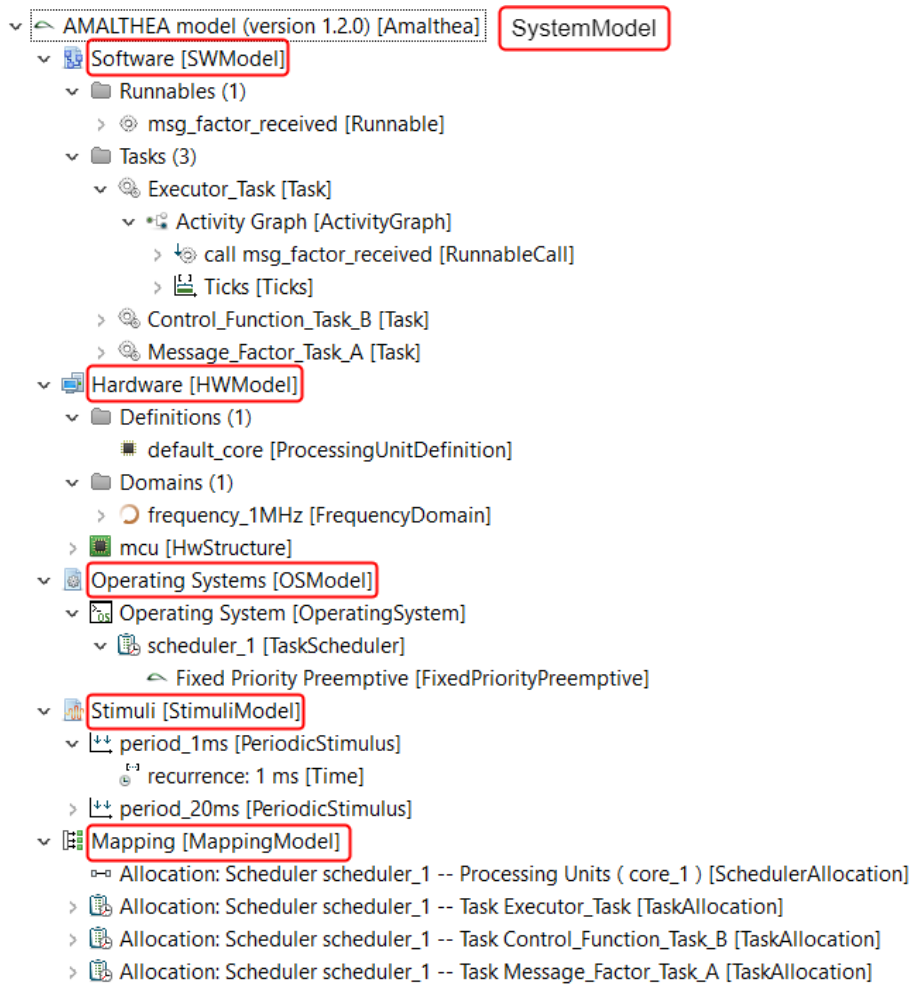 AMALTHEA model (version 1.2.0) [Amalthea] SystemModel
Software [SWModel]
Runnables (1)
msg_factor_received [Runnable]
Tasks (3)
Executor_Task [Task]
Activity Graph [ActivityGraph]
call msg_factor_received [RunnableCall]
Ticks [Ticks]
Control_Function_Task_B [Task]
Message_Factor_Task_A [Task]
Hardware [HWModel]
Definitions (1)
default_core [ProcessingUnitDefinition]
Domains (1)
frequency_1MHz [FrequencyDomain]
mcu [HwStructure]
Operating Systems [OSModel]
Operating System [OperatingSystem]
scheduler_1 [TaskScheduler]
Fixed Priority Preemptive [FixedPriorityPreemptive]
Stimuli [StimuliModel]
period_1ms [PeriodicStimulus]
recurrence: 1 ms [Time]
period_20ms [PeriodicStimulus]
Mapping [MappingModel]
Allocation: Scheduler scheduler_1 -- Processing Units ( core_1 ) [SchedulerAllocation]
Allocation: Scheduler scheduler_1 -- Task Executor_Task [TaskAllocation]
Allocation: Scheduler scheduler_1 -- Task Control_Function_Task_B [TaskAllocation]
Allocation: Scheduler scheduler_1 -- Task Message_Factor_Task_A [TaskAllocation]